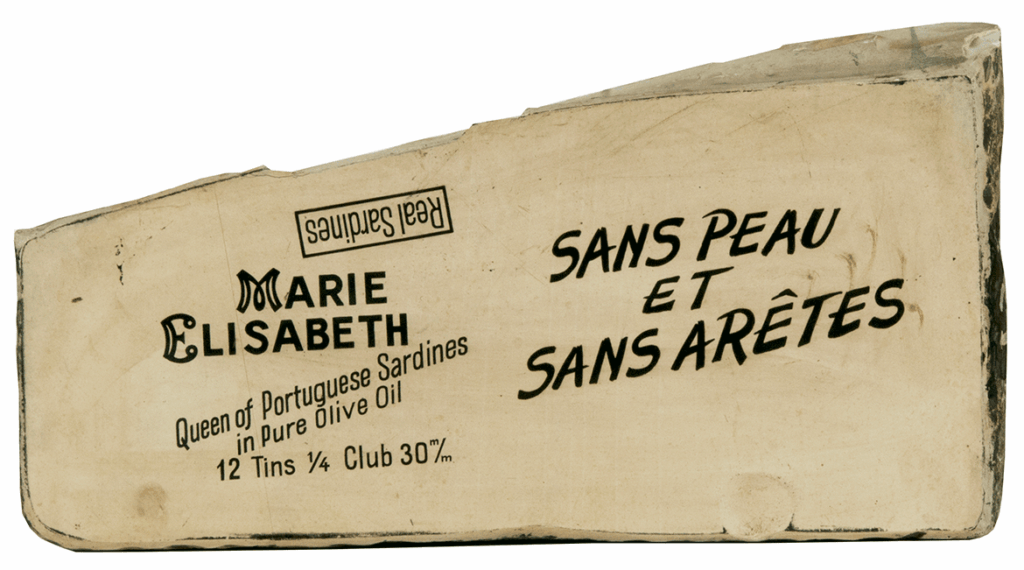 Real Sardines
MARIE
ELISABETH
Queen of Portuguese Sardines
in Pure Olive Oil
12 Tins ¼ Club 30 m/m
SANS PEAU
ET
SANS ARÊTES